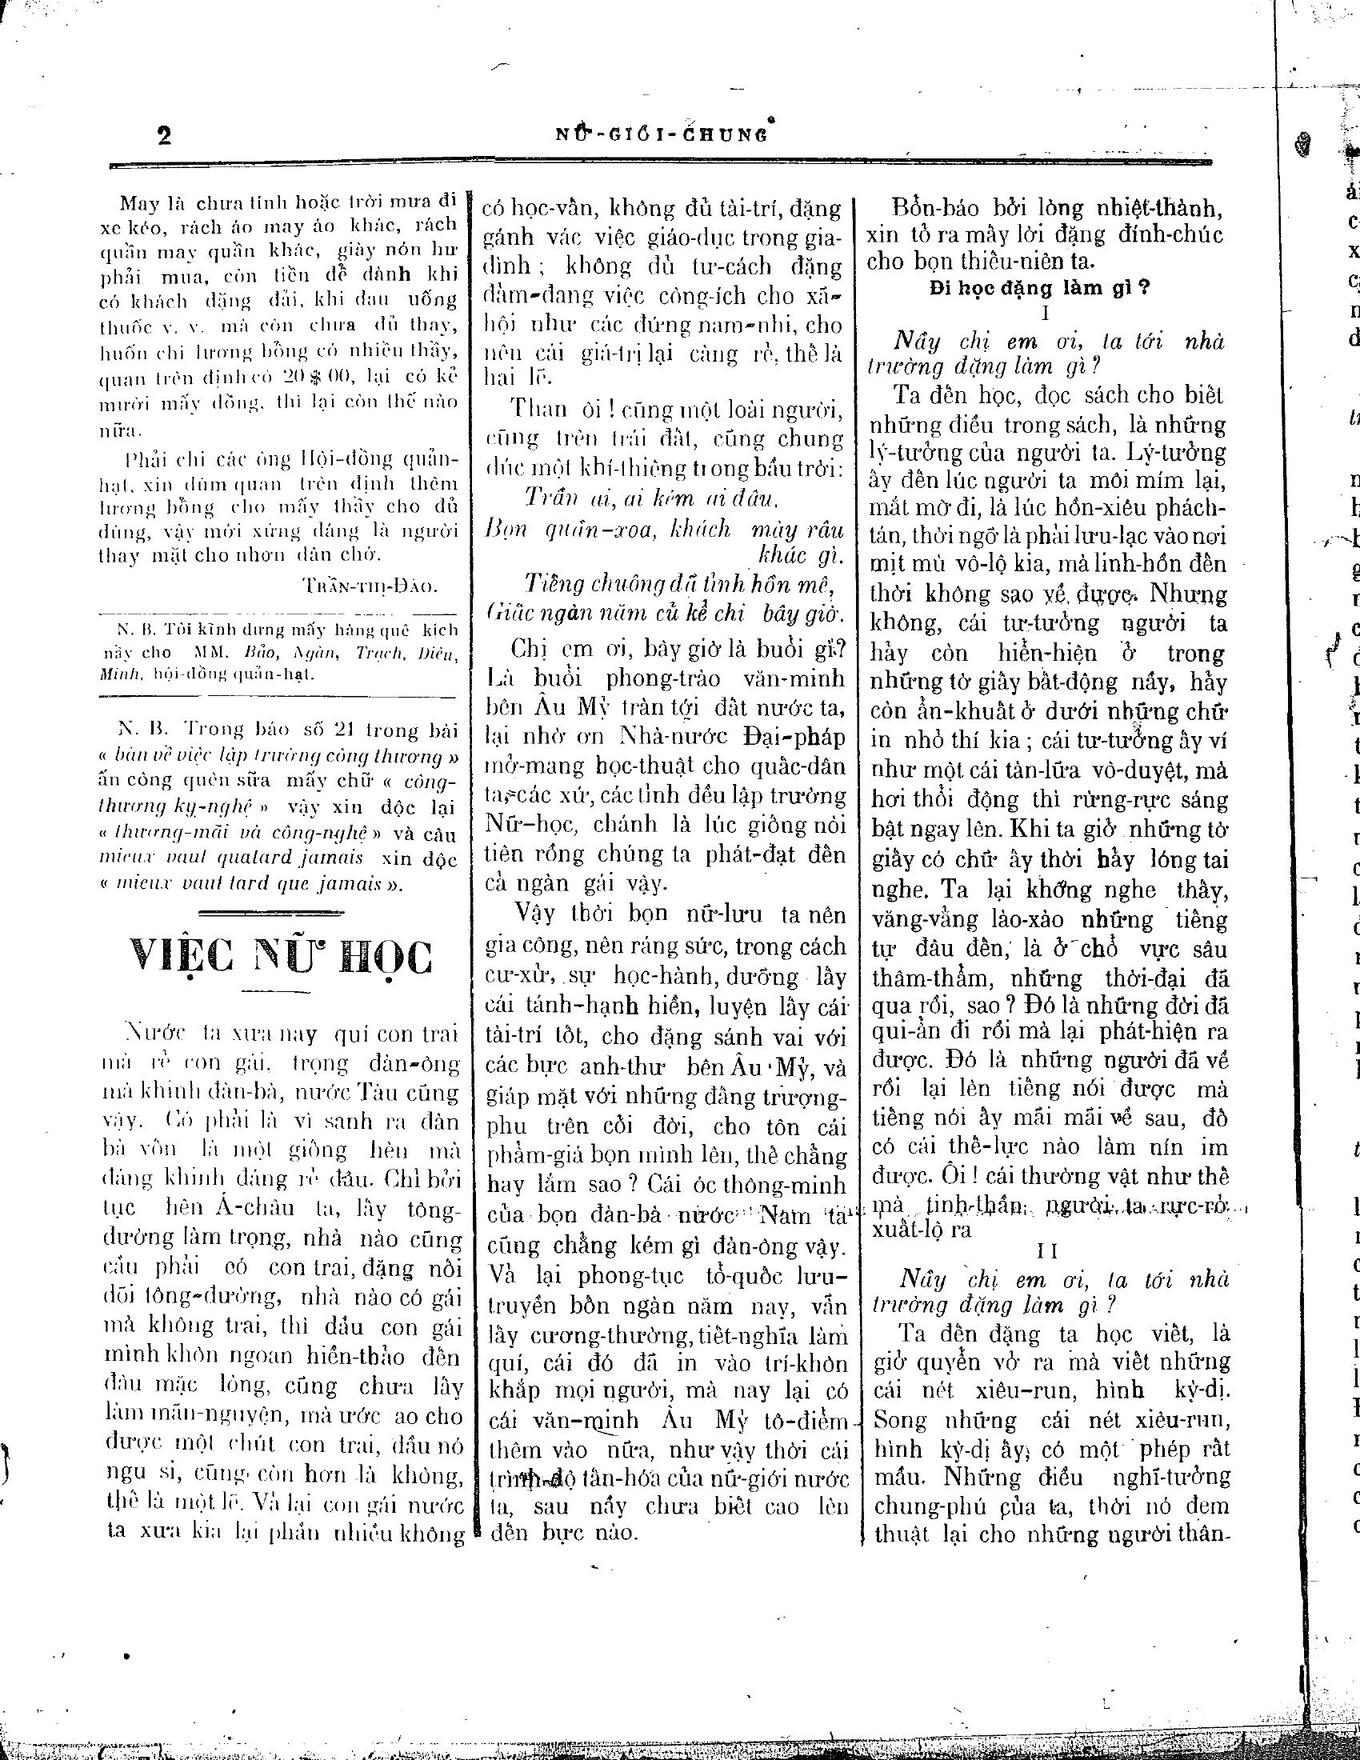 2
NỮ-GIỚI-CHUNG
May là chưa tính hoặc trời mưa đi
xe kéo, rách áo may áo khác, rách
quần may quần khác, giày nón hư
phải mua, còn tiền để dành khi
có khách đặng đải, khi đau uống
thuốc v. v. mà còn chưa đủ thay,
huốn chi lương bổng có nhiều thầy,
quan trên định có 20$00, lại có kẻ
mười mấy đồng, thì lại còn thế nào
nữa.
Phải chi các ông Hội-đồng quản-
hạt, xin dùm quan trên định thêm
lương bổng cho mấy thầy cho đủ
dùng, vậy mới xứng đáng là người
thay mặt cho nhơn dân chớ.
TRẦN-THỊ-ĐÀO.
N. B. Tôi kính dưng mấy hàng quê kịch
nầy cho MM. Bảo, Ngàn, Trạch, Diêu,
Minh, hội-đồng quản-hạt.
N. B. Trong báo số 21 trong bài
« bàn về việc lập trường công thương »
ấn công quên sữa mấy chữ « công-
thương kỵ-nghệ » vậy xin đọc lại
« thương-mãi và công-nghệ » và câu
mieux vaut quatard jamais xin đọc
« mieux vaut tard que jamais ».
VIỆC NỮ HỌC
Nước ta xưa nay quí con trai
mà rẻ con gái, trọng đàn-ông
mà khinh đàn-bà, nước Tàu cũng
vậy. Có phải là vì sanh ra đàn
bà vốn là một giống hèn mà
đáng khinh đáng rẻ đâu. Chỉ bởi
tục bên Á-châu ta, lấy tông-
đường làm trọng, nhà nào cũng
cầu phải có con trai, đặng nối
dõi tông-đường, nhà nào có gái
mà không trai, thì dầu con gái
mình khôn ngoan hiền-thảo đến
đâu mặc lòng, cũng chưa lấy
làm mãn-nguyện, mà ước ao cho
được một chút con trai, dầu nó
ngu si, cũng còn hơn là không,
thế là một lẽ. Và lại con gái nước
ta xưa kia lại phần nhiều không
có học-vấn, không đủ tài-trí, đặng
gánh vác việc giáo-dục trong gia-
đình ; không đủ tư-cách đặng
đảm-đang việc công-ích cho xã-
hội như các đứng nam-nhi, cho
nên cái giá-trị lại càng rẻ, thế là
hai lẽ.
Than ôi ! cũng một loài người,
cũng trên trái đất, cũng chung
đúc một khí-thiêng trong bầu trời:
Trần ai, ai kém ai đâu,
Bọn quần-xoa, khách mày râu
khác gì.
Tiếng chuông đã tỉnh hồn mê,
Giấc ngàn năm củ kể chi bây giờ.
Chị em ơi, bây giờ là buổi gì?
Là buổi phong-trào văn-minh
bên Âu Mỷ tràn tới đất nước ta,
lại nhờ ơn Nhà-nước Đại-pháp
mở-mang học-thuật cho quấc-dân
ta, các xứ, các tỉnh đều lập trường
Nữ-học, chánh là lúc giống nòi
tiên rồng chúng ta phát-đạt đến
cả ngàn gái vậy.
Vậy thời bọn nữ-lưu ta nên
gia công, nên ráng sức, trong cách
cư-xử, sự học-hành, dưỡng lấy
cái tánh-hạnh hiền, luyện lấy cái
tài-trí tốt, cho đặng sánh vai với
các bực anh-thư bên Âu Mỷ, và
giáp mặt với những đấng trượng-
phu trên cõi đời, cho tôn cái
phẩm-giá bọn mình lên, thế chẳng
hay lắm sao ? Cái óc thông-minh
của bọn đàn-bà nước Nam ta
cũng chẳng kém gì đàn-ông vậy.
Và lại phong-tục tổ-quốc lưu-
truyền bốn ngàn năm nay, vẫn
lấy cương-thường, tiết-nghĩa làm
quí, cái đó đã in vào trí-khôn
khắp mọi người, mà nay lại có
cái văn-minh Âu Mỷ tô-điểm
thêm vào nữa, như vậy thời cái
trình-độ tấn-hóa của nữ-giới nước
ta, sau nầy chưa biết cao lên
đến bực nào.
Bổn-báo bởi lòng nhiệt-thành,
xin tỏ ra mấy lời đặng đính-chúc
cho bọn thiếu-niên ta.
Đi học đặng làm gì ?
I
Nầy chị em ơi, ta tới nhà
trường đặng làm gì ?
Ta đến học, đọc sách cho biết
những điều trong sách, là những
lý-tưởng của người ta. Lý-tưởng
ấy đến lúc người ta môi mím lại,
mắt mờ đi, là lúc hồn-xiêu phách-
tán, thời ngỡ là phải lưu-lạc vào nơi
mịt mù vô-lộ kia, mà linh-hồn đến
thời không sao về được. Nhưng
không, cái tư-tưởng người ta
hảy còn hiển-hiện ở trong
những tờ giấy bất-động nầy, hảy
còn ẩn-khuất ở dưới những chữ
in nhỏ thí kia ; cái tư-tưởng ấy ví
như một cái tàn-lữa vô-duyệt, mà
hơi thổi động thì rừng-rực sáng
bật ngay lên. Khi ta giở những tờ
giấy có chữ ấy thời hảy lóng tai
nghe. Ta lại không nghe thấy,
văng-vẳng lào-xào những tiếng
tự đâu đến, là ở chổ vực sâu
thâm-thẩm, những thời-đại đã
qua rồi, sao ? Đó là những đời đã
qui-ẩn đi rồi mà lại phát-hiện ra
được. Đó là những người đã về
rồi lại lên tiếng nói được mà
tiếng nói ấy mãi mãi về sau, đố
có cái thế-lực nào làm nín im
được. Ôi ! cái thường vật như thế
mà tinh-thần người ta rực-rỡ
xuất-lộ ra
II
Nầy chị em ơi, ta tới nhà
trường đặng làm gì ?
Ta đến đặng ta học viết, là
giở quyển vở ra mà viết những
cái nét xiêu-run, hình kỳ-dị.
Song những cái nét xiêu-run,
hình kỳ-dị ấy, có một phép rất
mầu. Những điều nghĩ-tưởng
chung-phú của ta, thời nó đem
thuật lại cho những người thân-